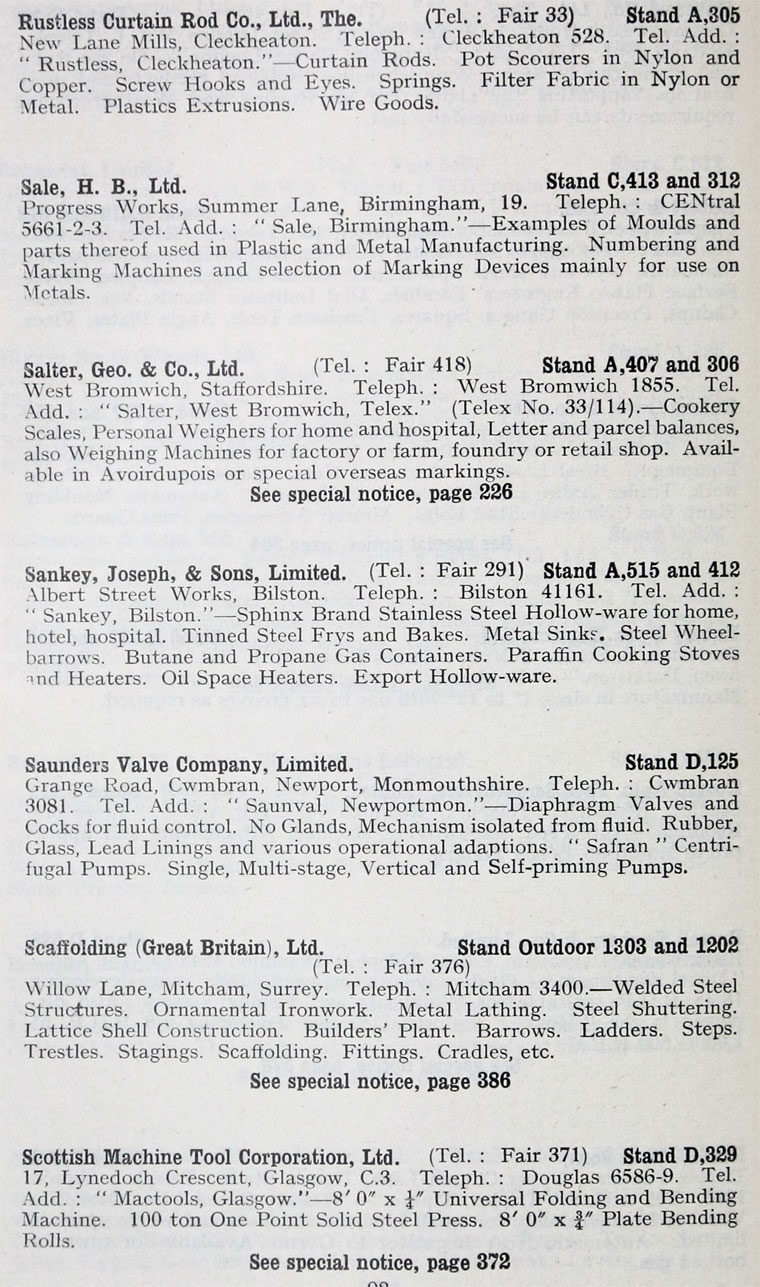 Rustless Curtain Rod Co., Ltd., The. (Tel. : Fair 33) Stand A,305
New Lane Mills, Cleckheaton. Teleph. : Cleckheaton 528. Tel. Add. :
“ Rustless, Cleckheaton.”—Curtain Rods. Pot Scourers in Nylon and
Copper. Screw Hooks and Eyes. Springs. Filter Fabric in Nylon or
Metal. Plastics Extrusions. Wire Goods.
Sale, H. B., Ltd. Stand C,413 and 312
Progress Works, Summer Lane, Birmingham, 19. Teleph. : CENtral
5661-2-3. Tel. Add. : “ Sale, Birmingham.”—Examples of Moulds and
parts thereof used in Plastic and Metal Manufacturing. Numbering and
Marking Machines and selection of Marking Devices mainly for use on
Metals.
Salter, Geo. & Co., Ltd. (Tel. : Fair 418) Stand A,407 and 306
West Bromwich, Staffordshire. Teleph. : West Bromwich 1855. Tel.
Add. : “ Salter, West Bromwich, Telex.” (Telex No. 33/114).—Cookery
Scales, Personal Weighers for home and hospital, Letter and parcel balances,
also Weighing Machines for factory or farm, foundry or retail shop. Avail-
able in Avoirdupois or special overseas markings.
See special notice, page 226
Sankey, Joseph, & Sons, Limited. (Tel. : Fair 291) Stand A,515 and 412
Albert Street Works, Bilston. Teleph. : Bilston 41161. Tel. Add. :
“ Sankey, Bilston.”—Sphinx Brand Stainless Steel Hollow-ware for home,
hotel, hospital. Tinned Steel Frys and Bakes. Metal Sinks. Steel Wheel-
barrows. Butane and Propane Gas Containers. Paraffin Cooking Stoves
and Heaters. Oil Space Heaters. Export Hollow-ware.
Saunders Valve Company, Limited. Stand D,125
Grange Road, Cwmbran, Newport, Monmouthshire. Teleph. : Cwmbran
3081. Tel. Add. : “ Saunval, Newportmon.”—Diaphragm Valves and
Cocks for fluid control. No Glands, Mechanism isolated from fluid. Rubber,
Glass, Lead Linings and various operational adaptions. “ Safran ” Centri-
fugal Pumps. Single, Multi-stage, Vertical and Self-priming Pumps.
Scaffolding (Great Britain), Ltd. Stand Outdoor 1303 and 1202
(Tel. : Fair 376)
Willow Lane, Mitcham, Surrey. Teleph. : Mitcham 3400.—Welded Steel
Structures. Ornamental Ironwork. Metal Lathing. Steel Shuttering.
Lattice Shell Construction. Builders’ Plant. Barrows. Ladders. Steps.
Trestles. Stagings. Scaffolding. Fittings. Cradles, etc.
See special notice, page 386
Scottish Machine Tool Corporation, Ltd. (Tel. : Fair 371) Stand D,329
17, Lynedoch Crescent, Glasgow, C.3. Teleph. : Douglas 6586-9. Tel.
Add. : “ Mactools, Glasgow.”—8′ 0″ x ¼″ Universal Folding and Bending
Machine. 100 ton One Point Solid Steel Press. 8′ 0″ x ¾″ Plate Bending
Rolls.
See special notice, page 372